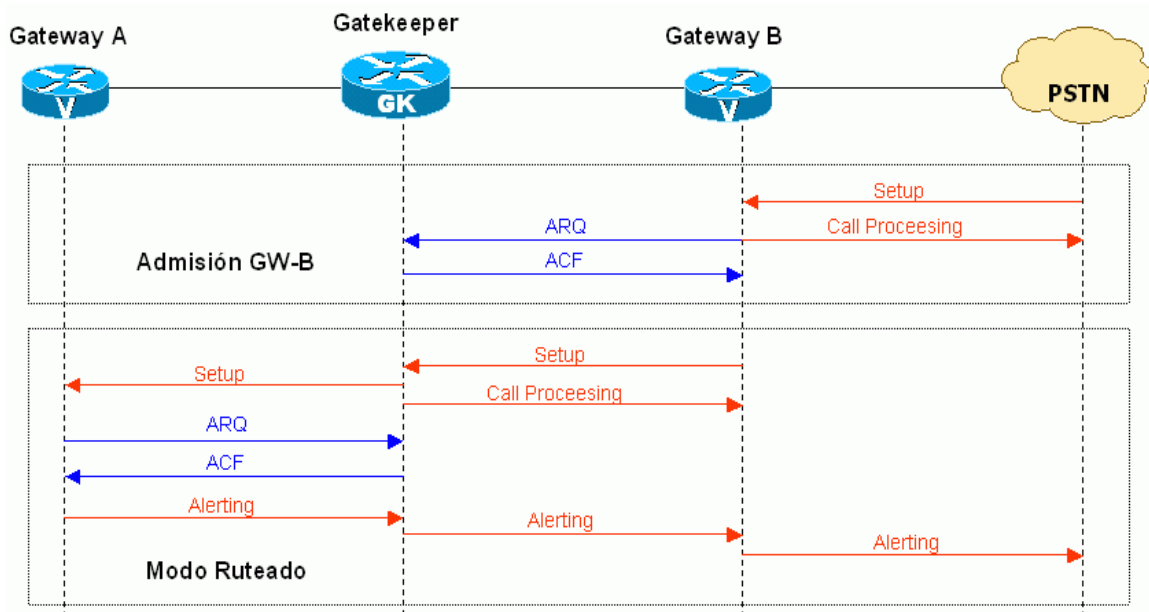 Gatekeeper
Gateway A
Gateway B
V
GK
V
PSTN
Setup
ARQ
Call Proceesing
Admisión GW-B
ACF
Setup
Setup
Call Proceesing
ARQ
ACF
Alerting
Alerting
Alerting
Modo Ruteado